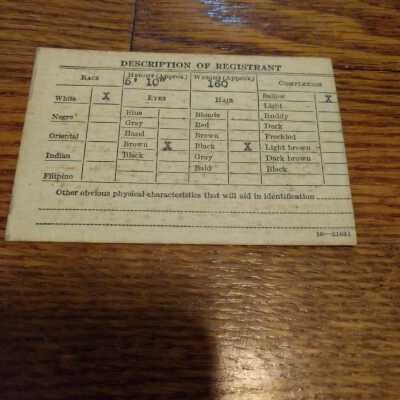 DESCRIPTION OF REGISTRANT
RACE HEIGHT (Approx.) WEIGHT (Approx.) COMPLEXION
5' 10" 160
White X EYES HAIR Sallow X
Light
Negro Blue Blonde Ruddy
Gray Red Dark
Oriental Hazel Brown Freckled
Brown X Black X Light brown
Indian Black Gray Dark brown
Bald Black
Filipino
Other obvious physical characteristics that will aid in identification
16—21631